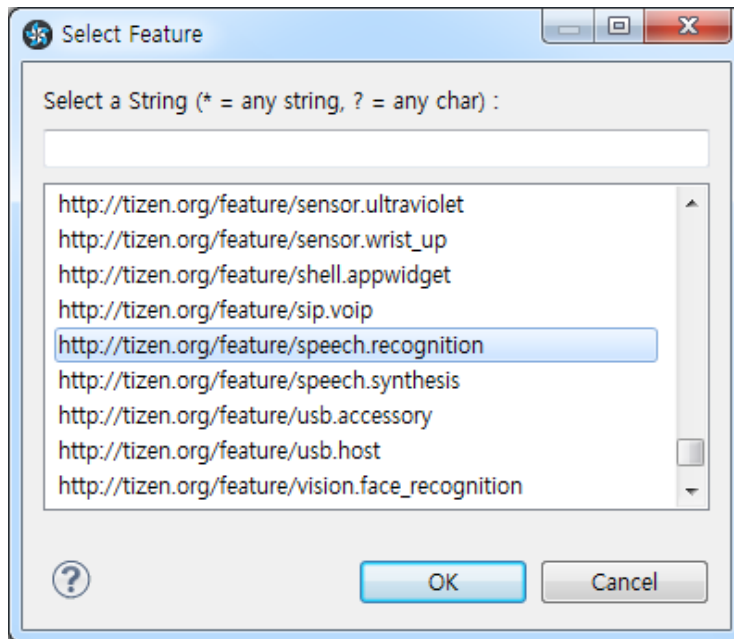 Select Feature
Select a String (* = any string, ? = any char) :
http://tizen.org/feature/sensor.ultraviolet
http://tizen.org/feature/sensor.wrist_up
http://tizen.org/feature/shell.appwidget
http://tizen.org/feature/sip.voip
http://tizen.org/feature/speech.recognition
http://tizen.org/feature/speech.synthesis
http://tizen.org/feature/usb.accessory
http://tizen.org/feature/usb.host
http://tizen.org/feature/vision.face_recognition
OK Cancel